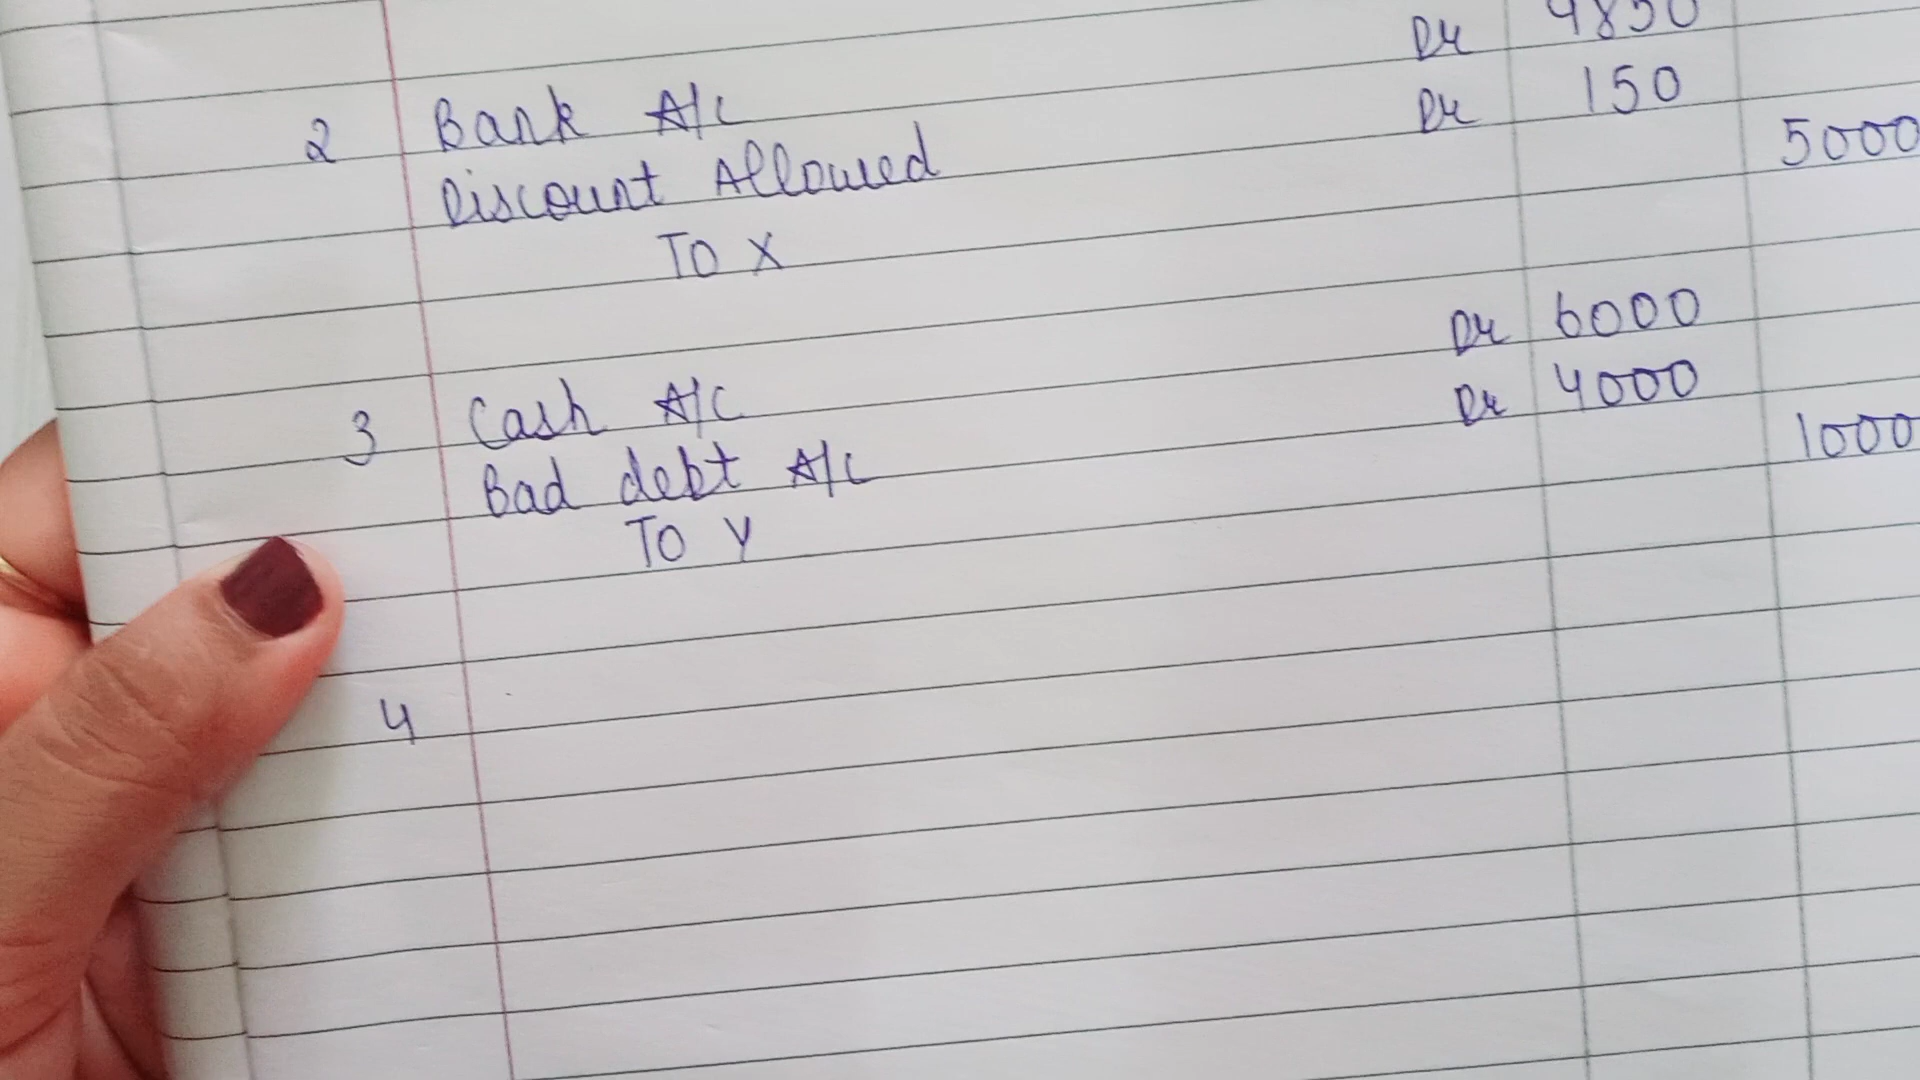 2 Bank A/c Dr 4850
Discount Allowed Dr 150
To X 5000
3 Cash A/c Dr 6000
Bad debt A/c Dr 4000
To Y 1000
4